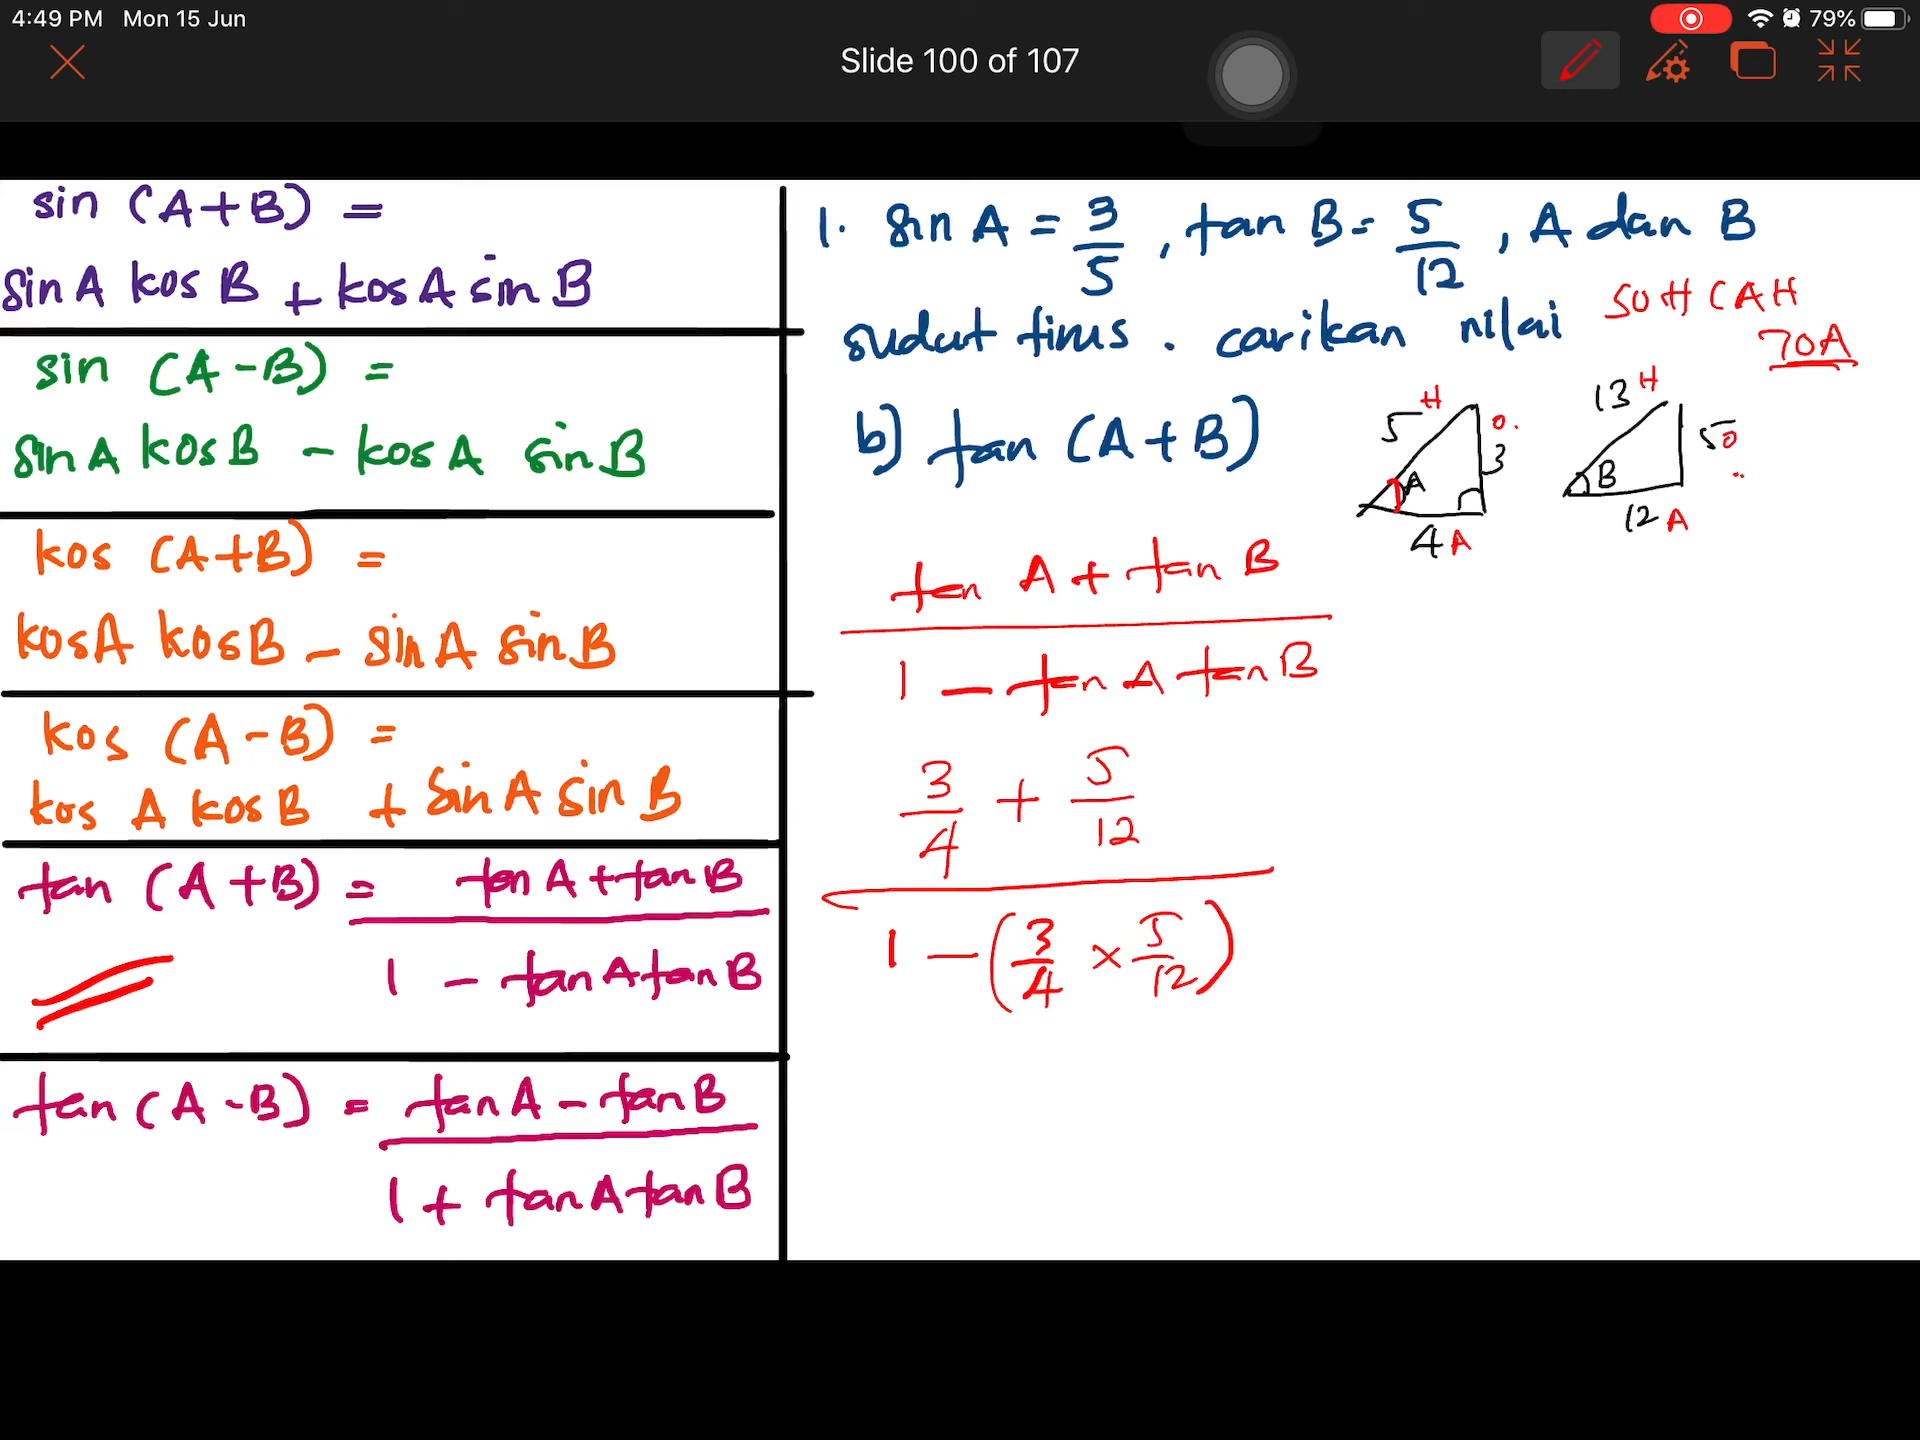 4:49 PM Mon 15 Jun
79%
Slide 100 of 107
sin (A+B) =
sin A kos B + kos A sin B
sin (A-B) =
sin A kos B - kos A sin B
kos (A+B) =
kos A kos B - sin A sin B
kos (A-B) =
kos A kos B + sin A sin B
tan (A+B) = tan A + tan B
1 - tan A tan B
tan (A-B) = tan A - tan B
1 + tan A tan B
1. sin A = 3/5, tan B = 5/12, A dan B
sudut tirus. carikan nilai
SOH CAH
TOA
b) tan (A+B)
5 H
O
3
A
4 A
13 H
5 O
B
12 A
tan A + tan B
1 - tan A tan B
3/4 + 5/12
1 - (3/4 × 5/12)